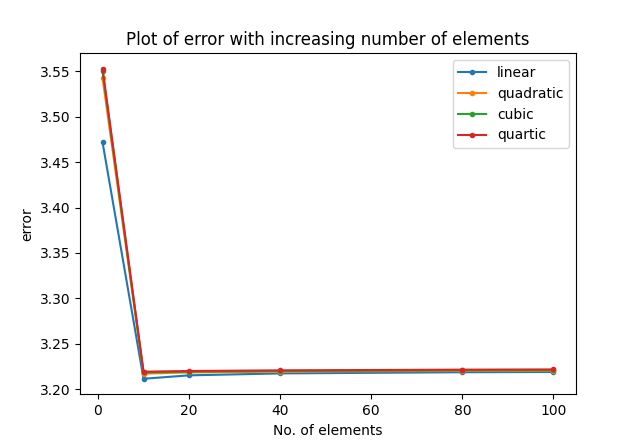 Plot of error with increasing number of elements
3.55
3.50
3.45
3.40
3.35
3.30
3.25
3.20
error
linear
quadratic
cubic
quartic
0 20 40 60 80 100
No. of elements